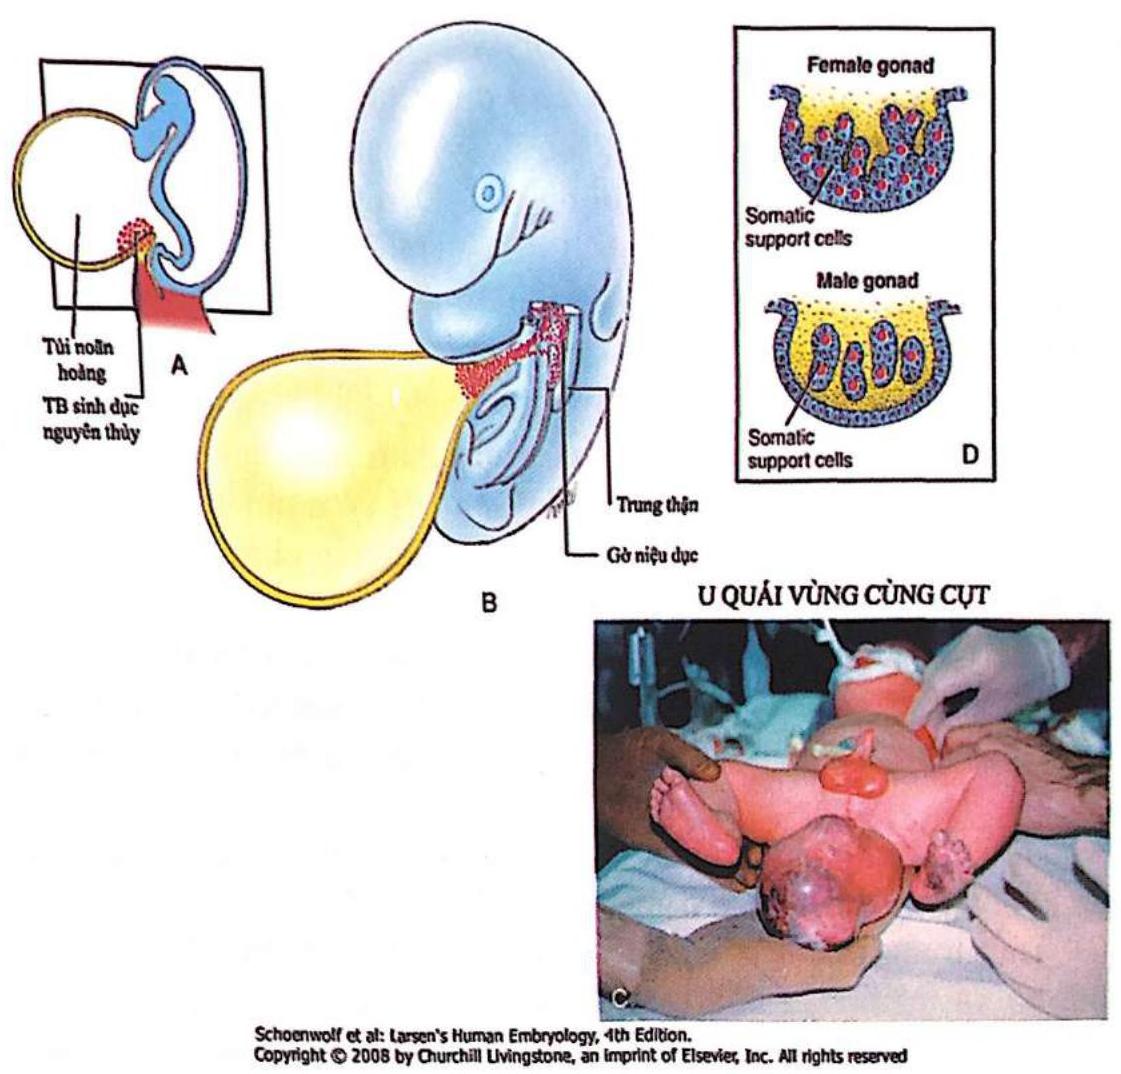 Túi noãn
hoàng
TB sinh dục
nguyên thủy
A
B
Trung thận
Gờ niệu dục
Female gonad
Somatic
support cells
Male gonad
Somatic
support cells
D
U QUÁI VÙNG CÙNG CỤT
C
Schoenwolf et al: Larsen's Human Embryology, 4th Edition.
Copyright © 2008 by Churchill Livingstone, an imprint of Elsevier, Inc. All rights reserved